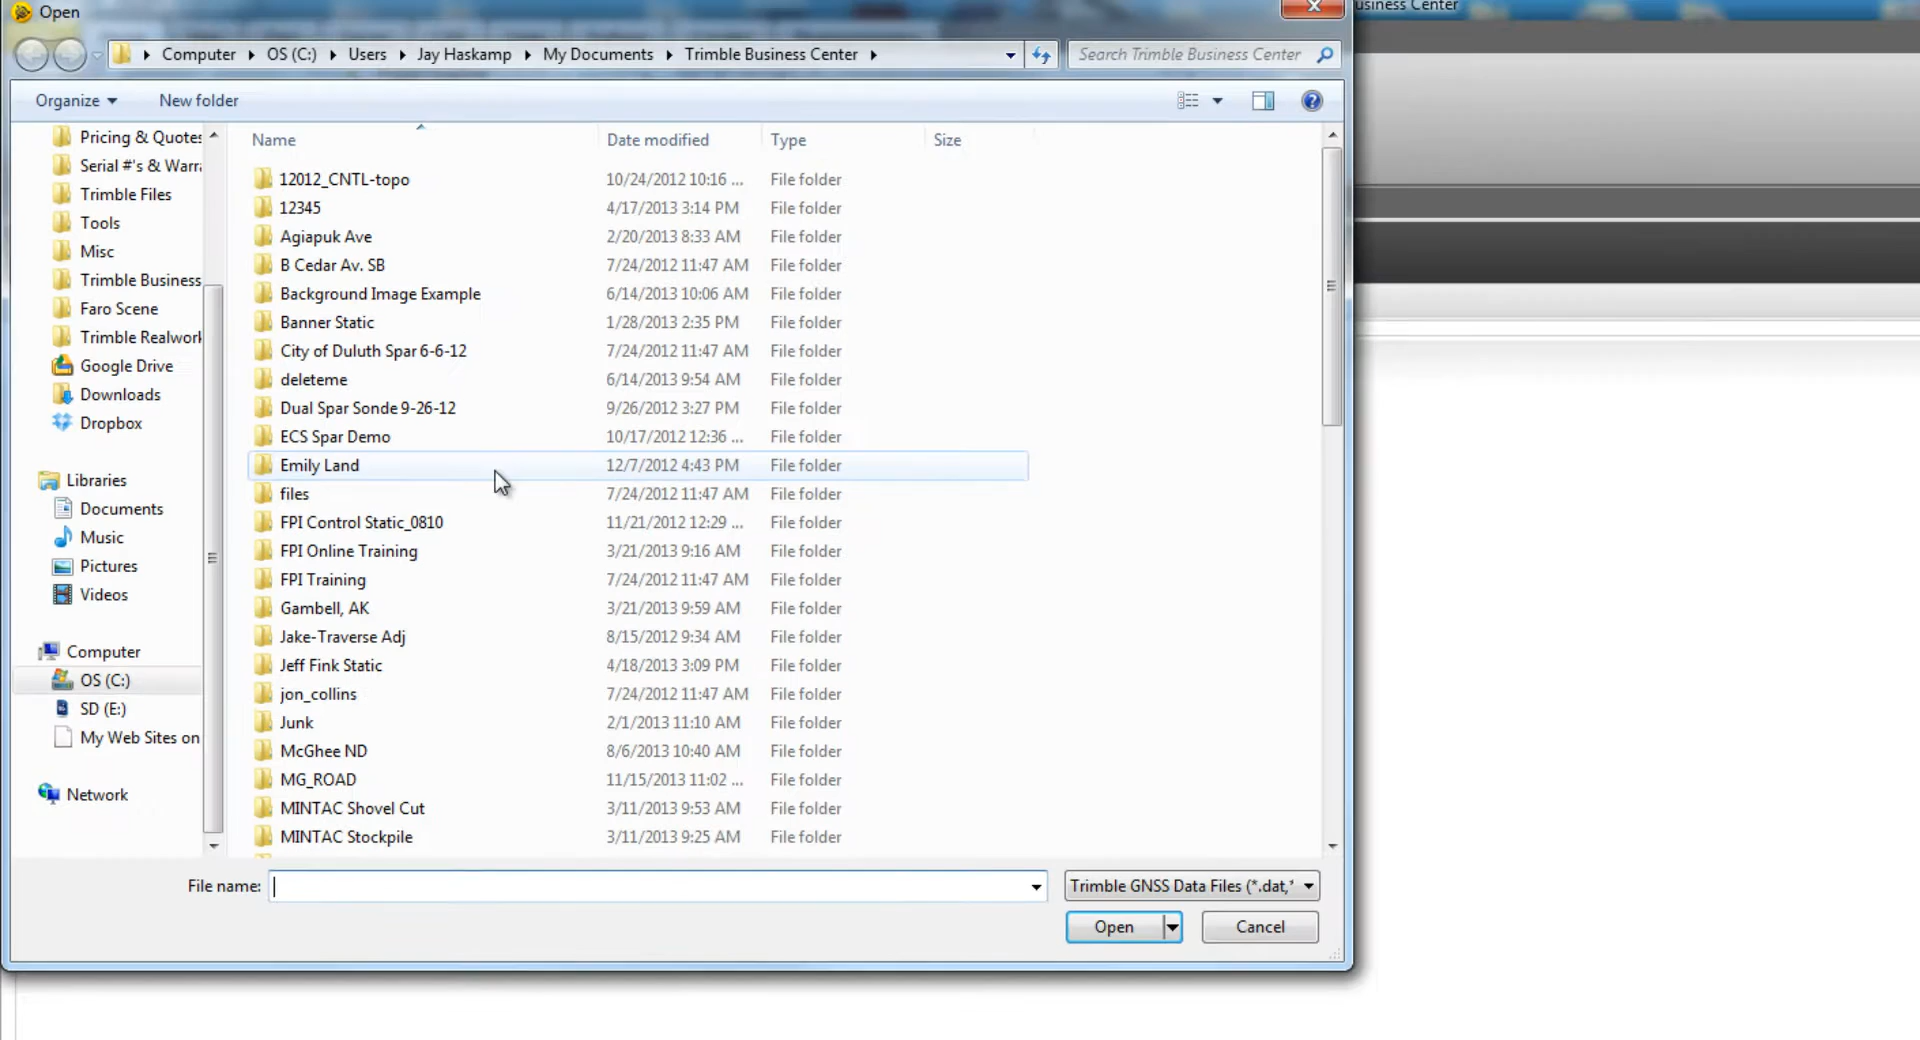 Open
usiness Center
Computer OS (C:) Users Jay Haskamp My Documents Trimble Business Center
Search Trimble Business Center
Organize New folder
Pricing & Quotes
Serial #'s & Warra
Trimble Files
Tools
Misc
Trimble Business
Faro Scene
Trimble Realwork
Google Drive
Downloads
Dropbox
Libraries
Documents
Music
Pictures
Videos
Computer
OS (C:)
SD (E:)
My Web Sites on
Network
Name Date modified Type Size
12012_CNTL-topo 10/24/2012 10:16 ... File folder
12345 4/17/2013 3:14 PM File folder
Agiapuk Ave 2/20/2013 8:33 AM File folder
B Cedar Av. SB 7/24/2012 11:47 AM File folder
Background Image Example 6/14/2013 10:06 AM File folder
Banner Static 1/28/2013 2:35 PM File folder
City of Duluth Spar 6-6-12 7/24/2012 11:47 AM File folder
deleteme 6/14/2013 9:54 AM File folder
Dual Spar Sonde 9-26-12 9/26/2012 3:27 PM File folder
ECS Spar Demo 10/17/2012 12:36 ... File folder
Emily Land 12/7/2012 4:43 PM File folder
files 7/24/2012 11:47 AM File folder
FPI Control Static_0810 11/21/2012 12:29 ... File folder
FPI Online Training 3/21/2013 9:16 AM File folder
FPI Training 7/24/2012 11:47 AM File folder
Gambell, AK 3/21/2013 9:59 AM File folder
Jake-Traverse Adj 8/15/2012 9:34 AM File folder
Jeff Fink Static 4/18/2013 3:09 PM File folder
jon_collins 7/24/2012 11:47 AM File folder
Junk 2/1/2013 11:10 AM File folder
McGhee ND 8/6/2013 10:40 AM File folder
MG_ROAD 11/15/2013 11:02 ... File folder
MINTAC Shovel Cut 3/11/2013 9:53 AM File folder
MINTAC Stockpile 3/11/2013 9:25 AM File folder
File name: Trimble GNSS Data Files (*.dat,*
Open Cancel